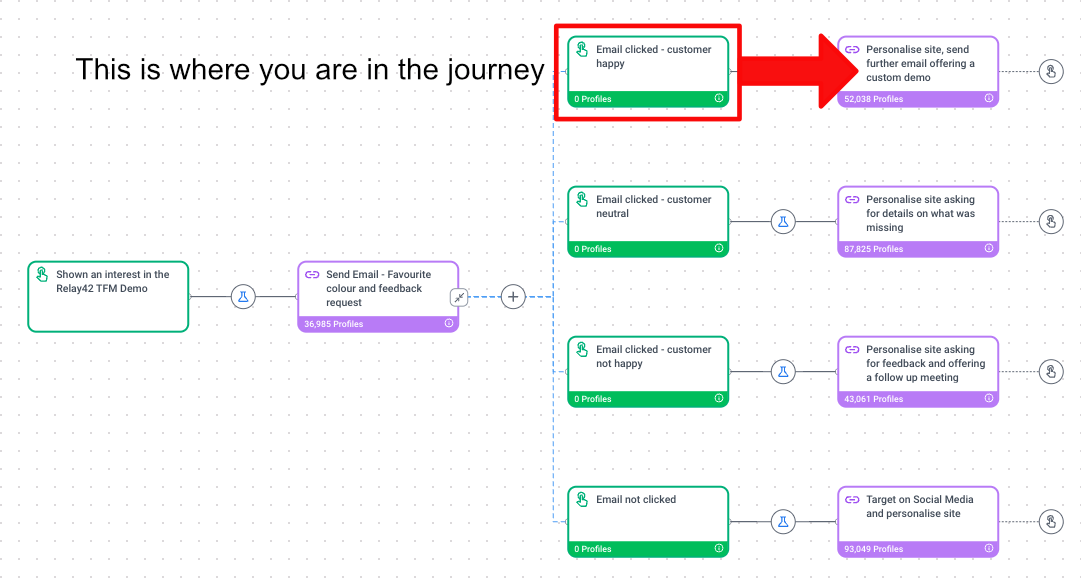 This is where you are in the journey
Email clicked - customer
happy
0 Profiles
Personalise site, send
further email offering a
custom demo
52,038 Profiles
Email clicked - customer
neutral
0 Profiles
Personalise site asking
for details on what was
missing
87,825 Profiles
Shown an interest in the
Relay42 TFM Demo
Send Email - Favourite
colour and feedback
request
36,985 Profiles
Email clicked - customer
not happy
0 Profiles
Personalise site asking
for feedback and offering
a follow up meeting
43,061 Profiles
Email not clicked
0 Profiles
Target on Social Media
and personalise site
93,049 Profiles